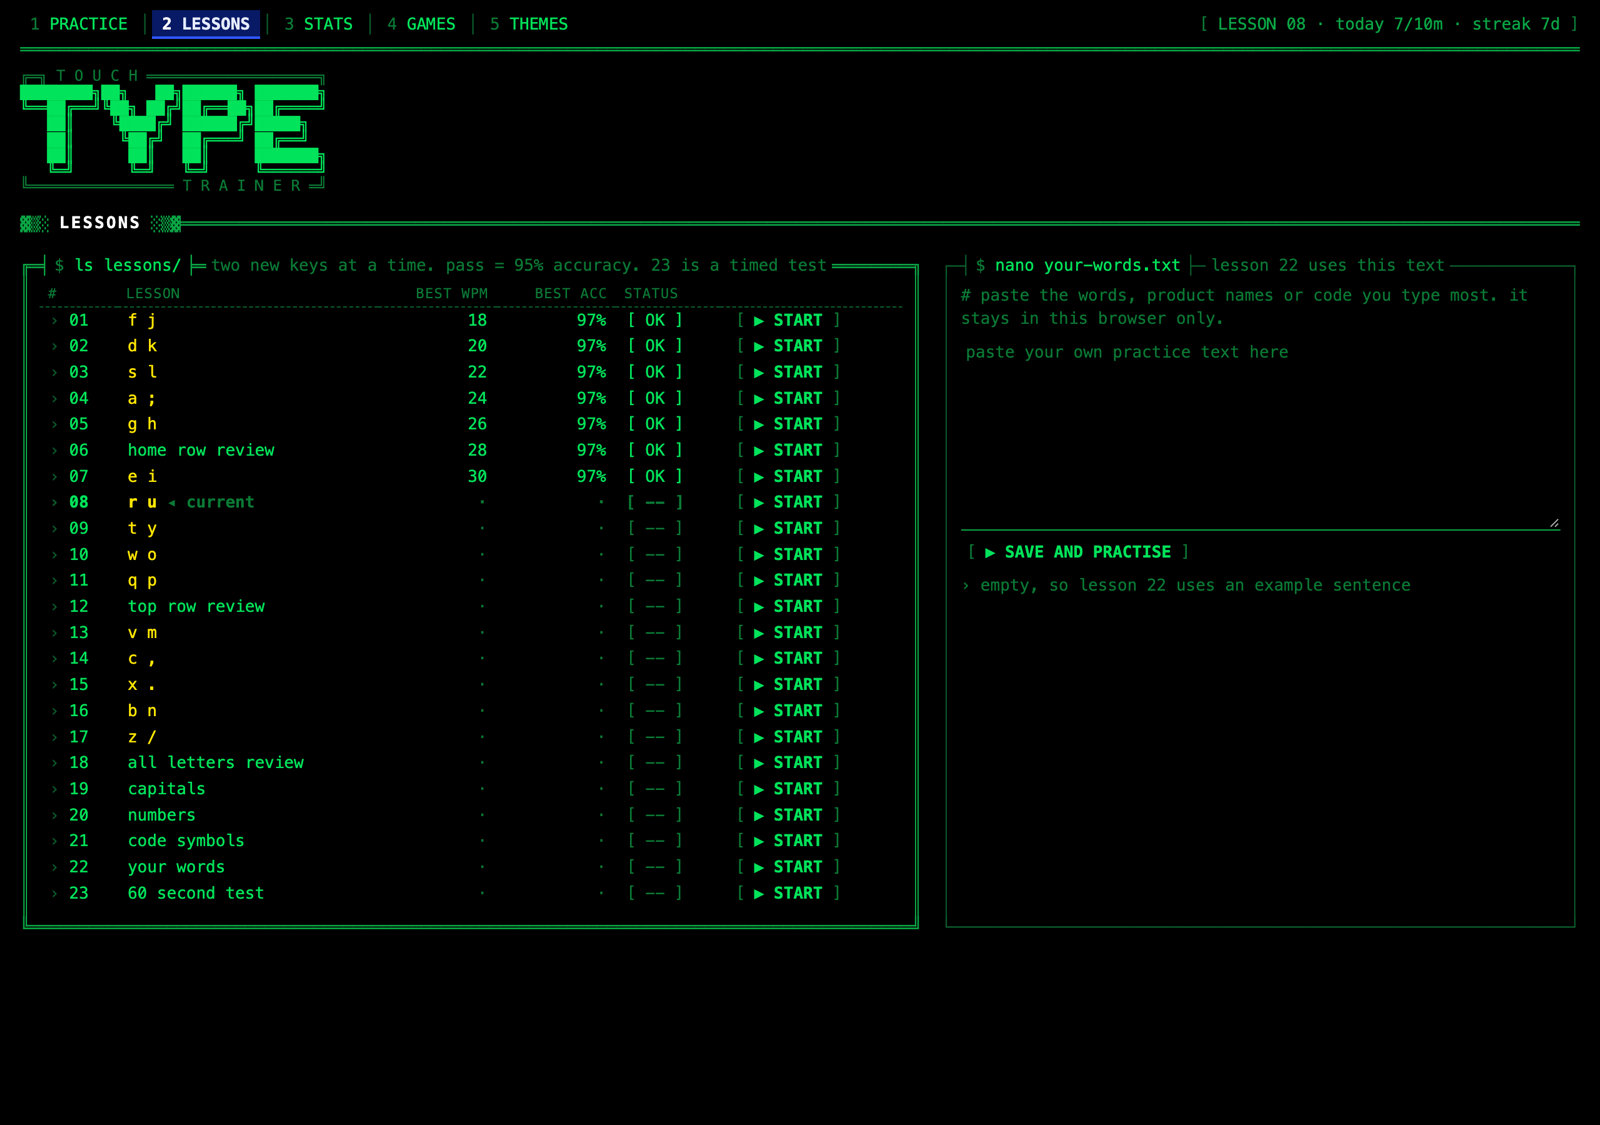 1 PRACTICE │ 2 LESSONS │ 3 STATS │ 4 GAMES │ 5 THEMES
[ LESSON 08 · today 7/10m · streak 7d ]
TOUCH
TYPE
TRAINER
LESSONS
$ ls lessons/ two new keys at a time. pass = 95% accuracy. 23 is a timed test
# LESSON BEST WPM BEST ACC STATUS
› 01 f j 18 97% [ OK ] [ ▶ START ]
› 02 d k 20 97% [ OK ] [ ▶ START ]
› 03 s l 22 97% [ OK ] [ ▶ START ]
› 04 a ; 24 97% [ OK ] [ ▶ START ]
› 05 g h 26 97% [ OK ] [ ▶ START ]
› 06 home row review 28 97% [ OK ] [ ▶ START ]
› 07 e i 30 97% [ OK ] [ ▶ START ]
› 08 r u ◂ current · · [ —— ] [ ▶ START ]
› 09 t y · · [ —— ] [ ▶ START ]
› 10 w o · · [ —— ] [ ▶ START ]
› 11 q p · · [ —— ] [ ▶ START ]
› 12 top row review · · [ —— ] [ ▶ START ]
› 13 v m · · [ —— ] [ ▶ START ]
› 14 c , · · [ —— ] [ ▶ START ]
› 15 x . · · [ —— ] [ ▶ START ]
› 16 b n · · [ —— ] [ ▶ START ]
› 17 z / · · [ —— ] [ ▶ START ]
› 18 all letters review · · [ —— ] [ ▶ START ]
› 19 capitals · · [ —— ] [ ▶ START ]
› 20 numbers · · [ —— ] [ ▶ START ]
› 21 code symbols · · [ —— ] [ ▶ START ]
› 22 your words · · [ —— ] [ ▶ START ]
› 23 60 second test · · [ —— ] [ ▶ START ]
$ nano your-words.txt lesson 22 uses this text
# paste the words, product names or code you type most. it
stays in this browser only.
paste your own practice text here
[ ▶ SAVE AND PRACTISE ]
› empty, so lesson 22 uses an example sentence